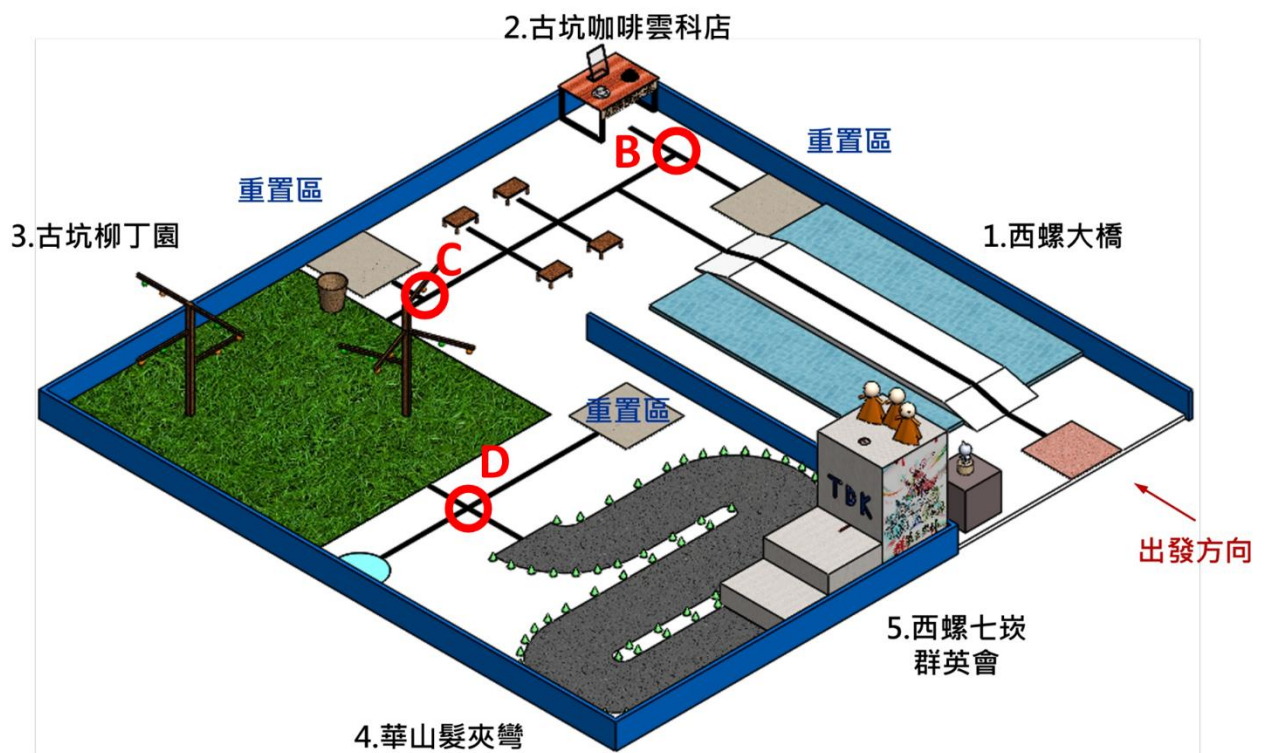 2.古坑咖啡雲科店
B
重置區
重置區
3.古坑柳丁園
1.西螺大橋
C
重置區
D
TDK
出發方向
5.西螺七崁
群英會
4.華山髮夾彎